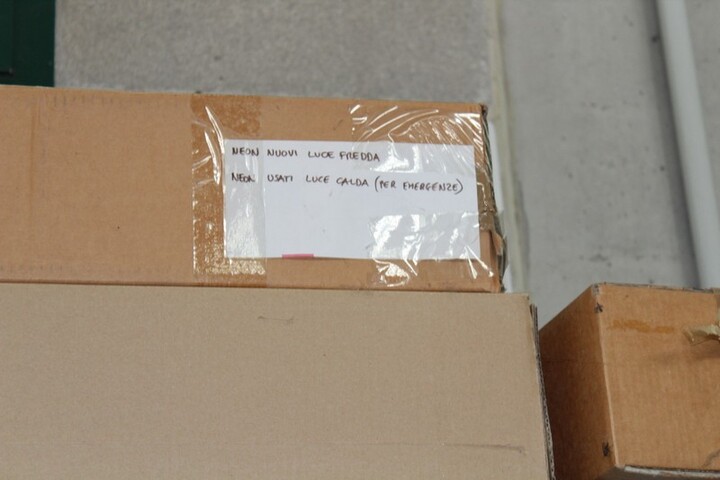 NEON NUOVI LUCE FREDDA
NEON USATI LUCE CALDA (PER EMERGENZE)